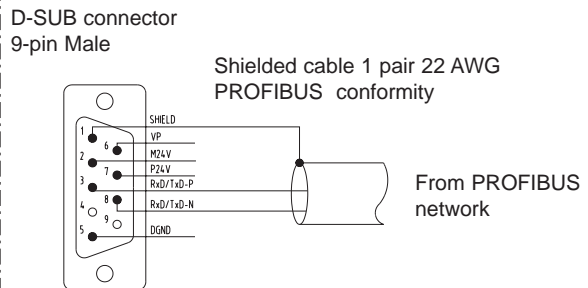 D-SUB connector
9-pin Male
Shielded cable 1 pair 22 AWG
PROFIBUS conformity
SHIELD
1
VP
6
M24V
2
P24V
7
RxD/TxD-P
3
From PROFIBUS
network
RxD/TxD-N
8
4
9
DGND
5